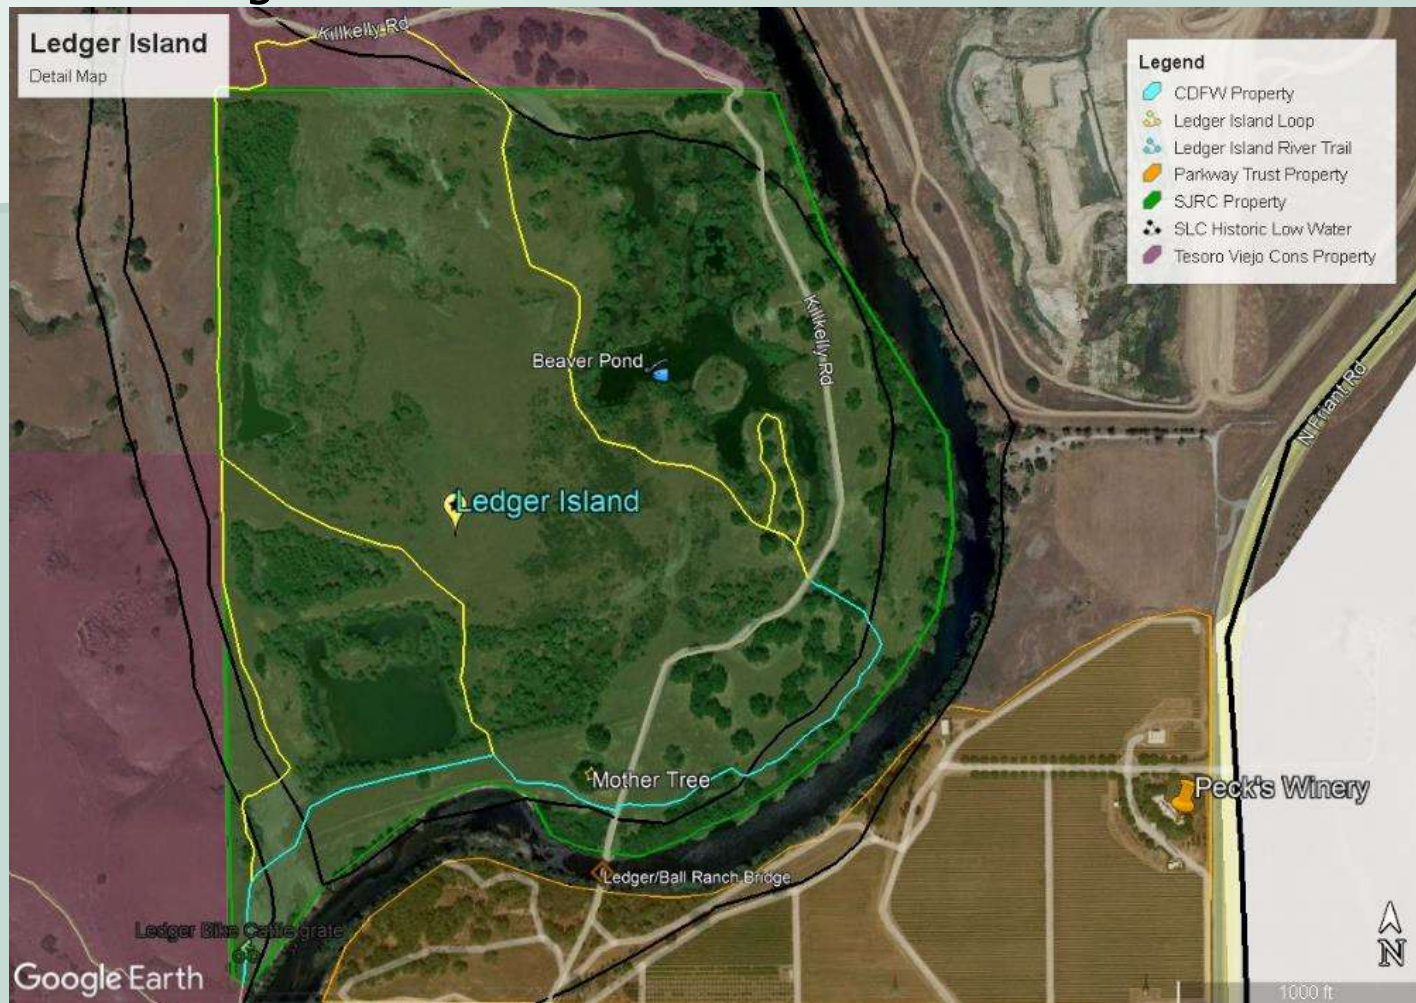 Ledger Island
Detail Map
Killkelly Rd
Legend
CDFW Property
Ledger Island Loop
Ledger Island River Trail
Parkway Trust Property
SJRC Property
SLC Historic Low Water
Tesoro Viejo Cons Property
Killkelly Rd
Beaver Pond
N Friant Rd
Ledger Island
Mother Tree
Peck's Winery
Ledger/Ball Ranch Bridge
Ledger Bike Cattle grate
Google Earth
N
1000 ft